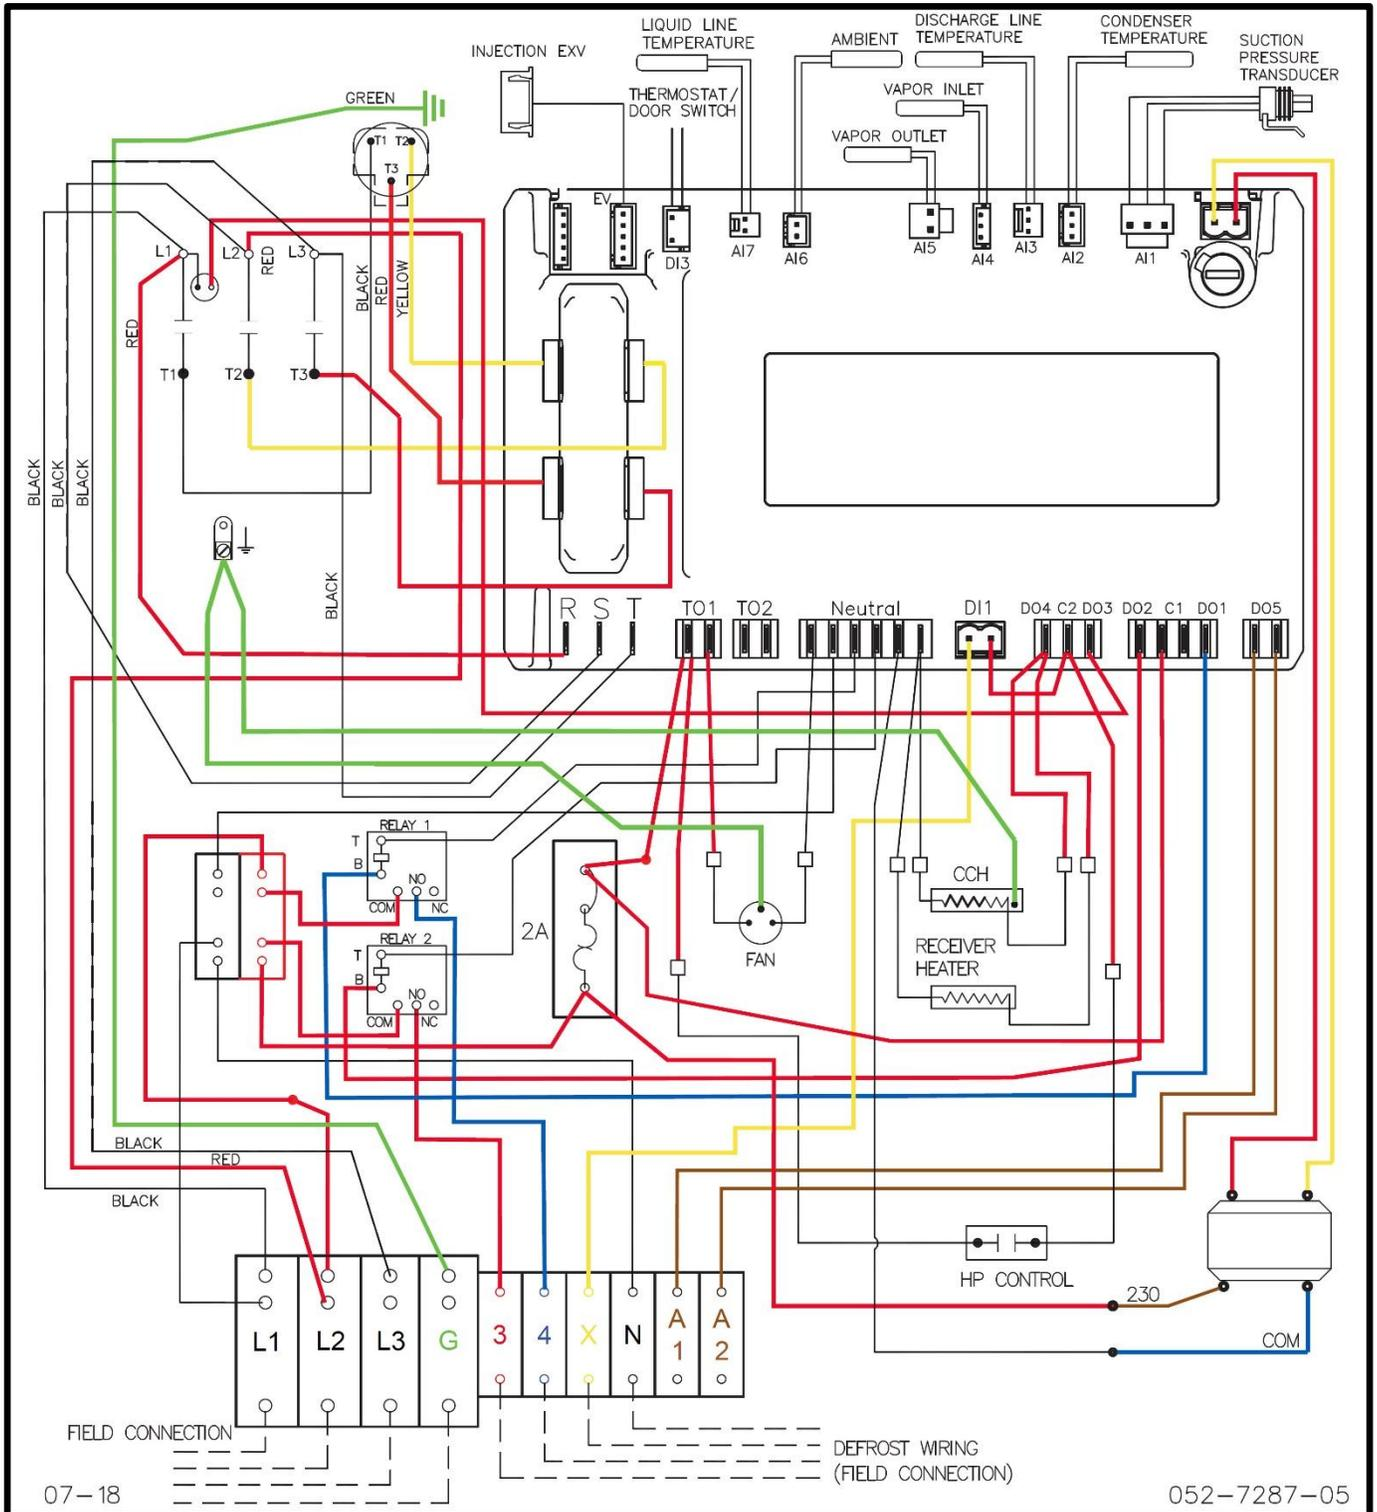 LIQUID LINE
TEMPERATURE
DISCHARGE LINE
TEMPERATURE
CONDENSER
TEMPERATURE
INJECTION EXV
AMBIENT
SUCTION
PRESSURE
TRANSDUCER
THERMOSTAT/
DOOR SWITCH
VAPOR INLET
VAPOR OUTLET
GREEN
T1 T2
T3
EV
DI3
AI7
AI6
AI5
AI4
AI3
AI2
AI1
L1
L2
RED
L3
BLACK
RED
YELLOW
RED
T1
T2
T3
BLACK
BLACK
BLACK
BLACK
R S T
TO1
TO2
Neutral
DI1
DO4 C2 DO3
DO2 C1 DO1
DO5
RELAY 1
T
B
NO
COM
NC
RELAY 2
T
B
NO
COM
NC
2A
FAN
CCH
RECEIVER
HEATER
BLACK
RED
BLACK
HP CONTROL
230
COM
L1
L2
L3
G
3
4
X
N
A
1
A
2
FIELD CONNECTION
DEFROST WIRING
(FIELD CONNECTION)
07-18
052-7287-05